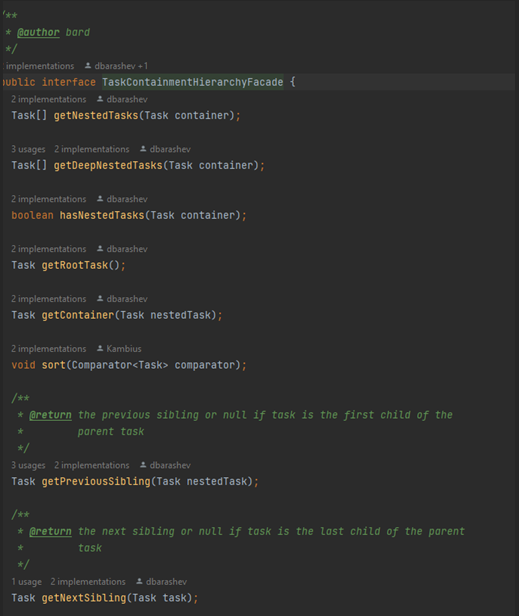 /**
* @author bard
*/
implementations dbarashev +1
public interface TaskContainmentHierarchyFacade {
2 implementations dbarashev
Task[] getNestedTasks(Task container);
3 usages 2 implementations dbarashev
Task[] getDeepNestedTasks(Task container);
2 implementations dbarashev
boolean hasNestedTasks(Task container);
2 implementations dbarashev
Task getRootTask();
2 implementations dbarashev
Task getContainer(Task nestedTask);
2 implementations Kambius
void sort(Comparator<Task> comparator);
/**
* @return the previous sibling or null if task is the first child of the
* parent task
*/
3 usages 2 implementations dbarashev
Task getPreviousSibling(Task nestedTask);
/**
* @return the next sibling or null if task is the last child of the parent
* task
*/
1 usage 2 implementations dbarashev
Task getNextSibling(Task task);